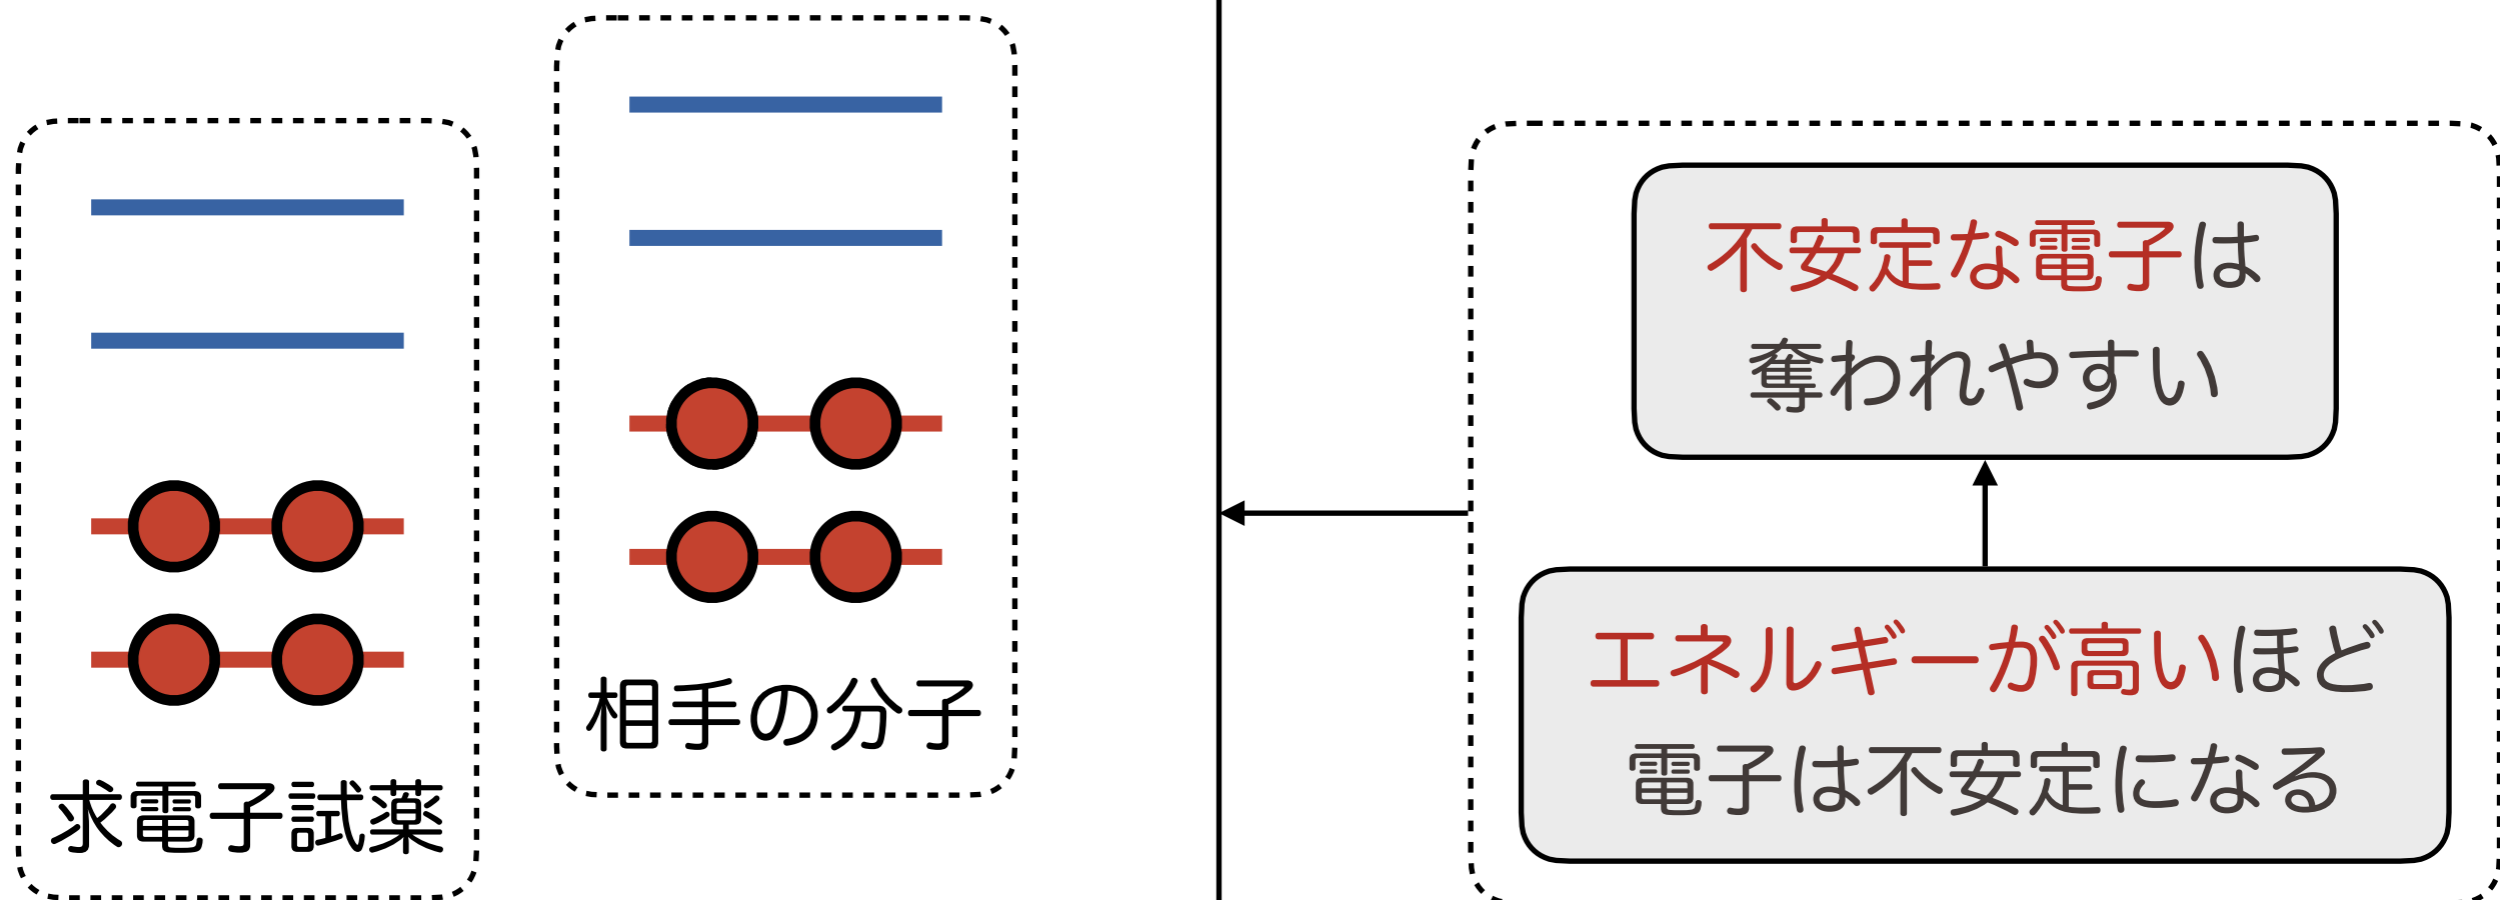 求電子試薬
相手の分子
不安定な電子は
奪われやすい
エネルギーが高いほど
電子は不安定になる